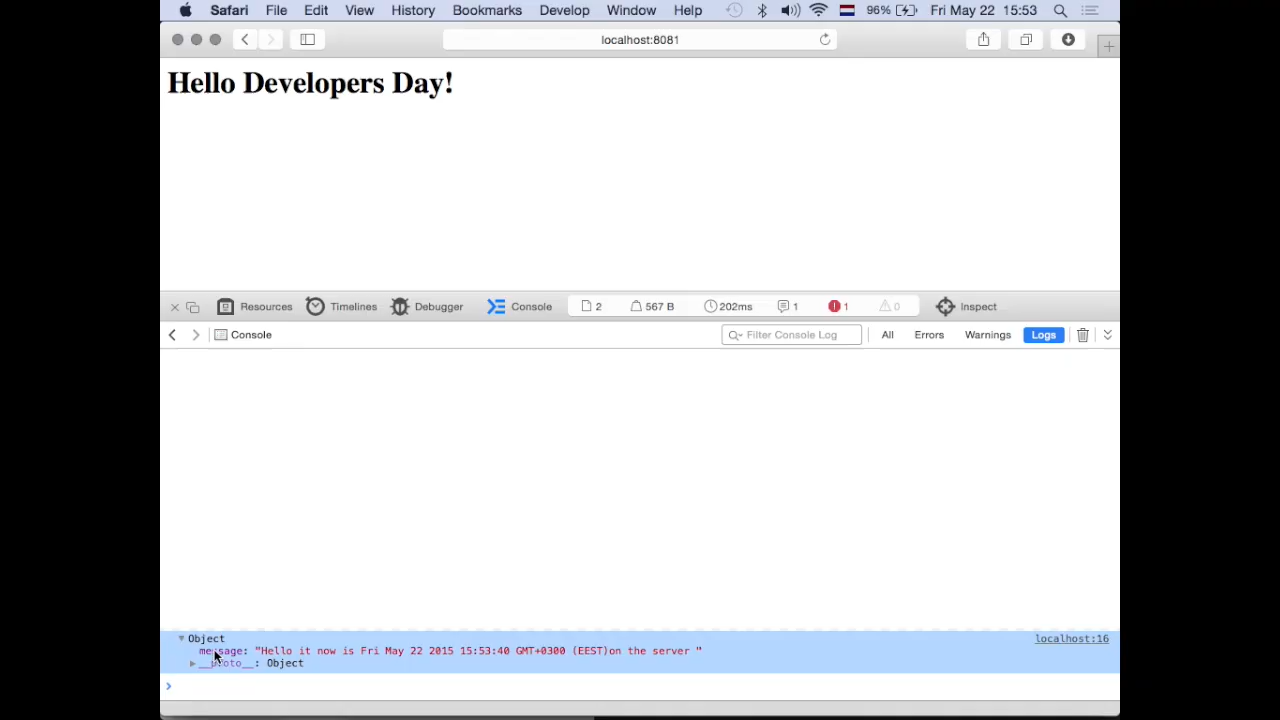 Safari File Edit View History Bookmarks Develop Window Help 96% Fri May 22 15:53
localhost:8081
Hello Developers Day!
Resources Timelines Debugger Console 2 567 B 202ms 1 1 0 Inspect
Console Filter Console Log All Errors Warnings Logs
Object localhost:16
message: "Hello it now is Fri May 22 2015 15:53:40 GMT+0300 (EEST)on the server "
__proto__: Object